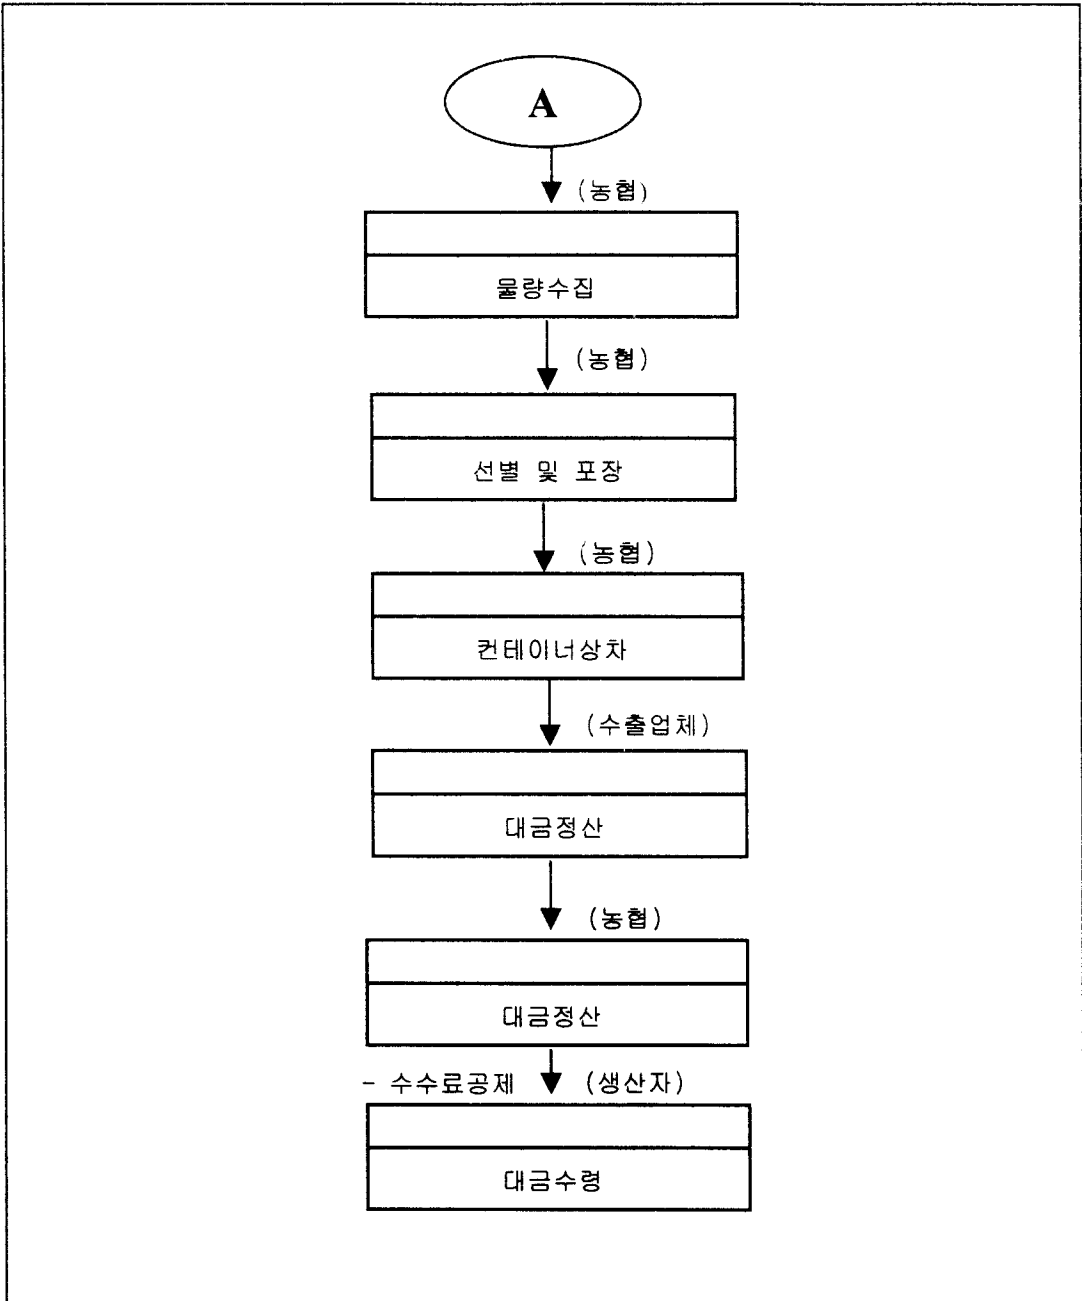 A
(농협)
물량수집
(농협)
선별 및 포장
(농협)
컨테이너상차
(수출업체)
대금정산
(농협)
대금정산
- 수수료공제 (생산자)
대금수령